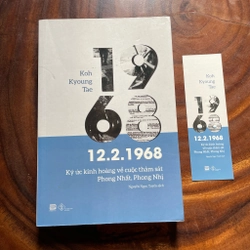 Koh
Kyoung
Tae
1968
12.2.1968
Ký ức kinh hoàng về cuộc thảm sát
Phong Nhất, Phong Nhị
Koh
Kyoung
Tae
1968
12.2.1968